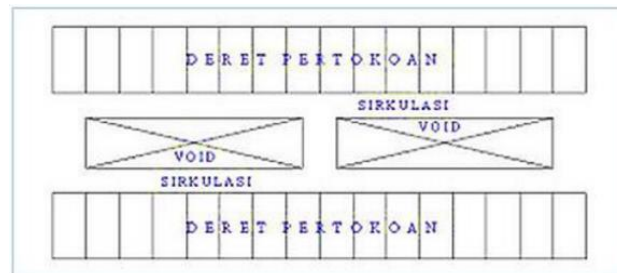 DERET PERTOKOAN
SIRKULASI
VOID
VOID
SIRKULASI
DERET PERTOKOAN